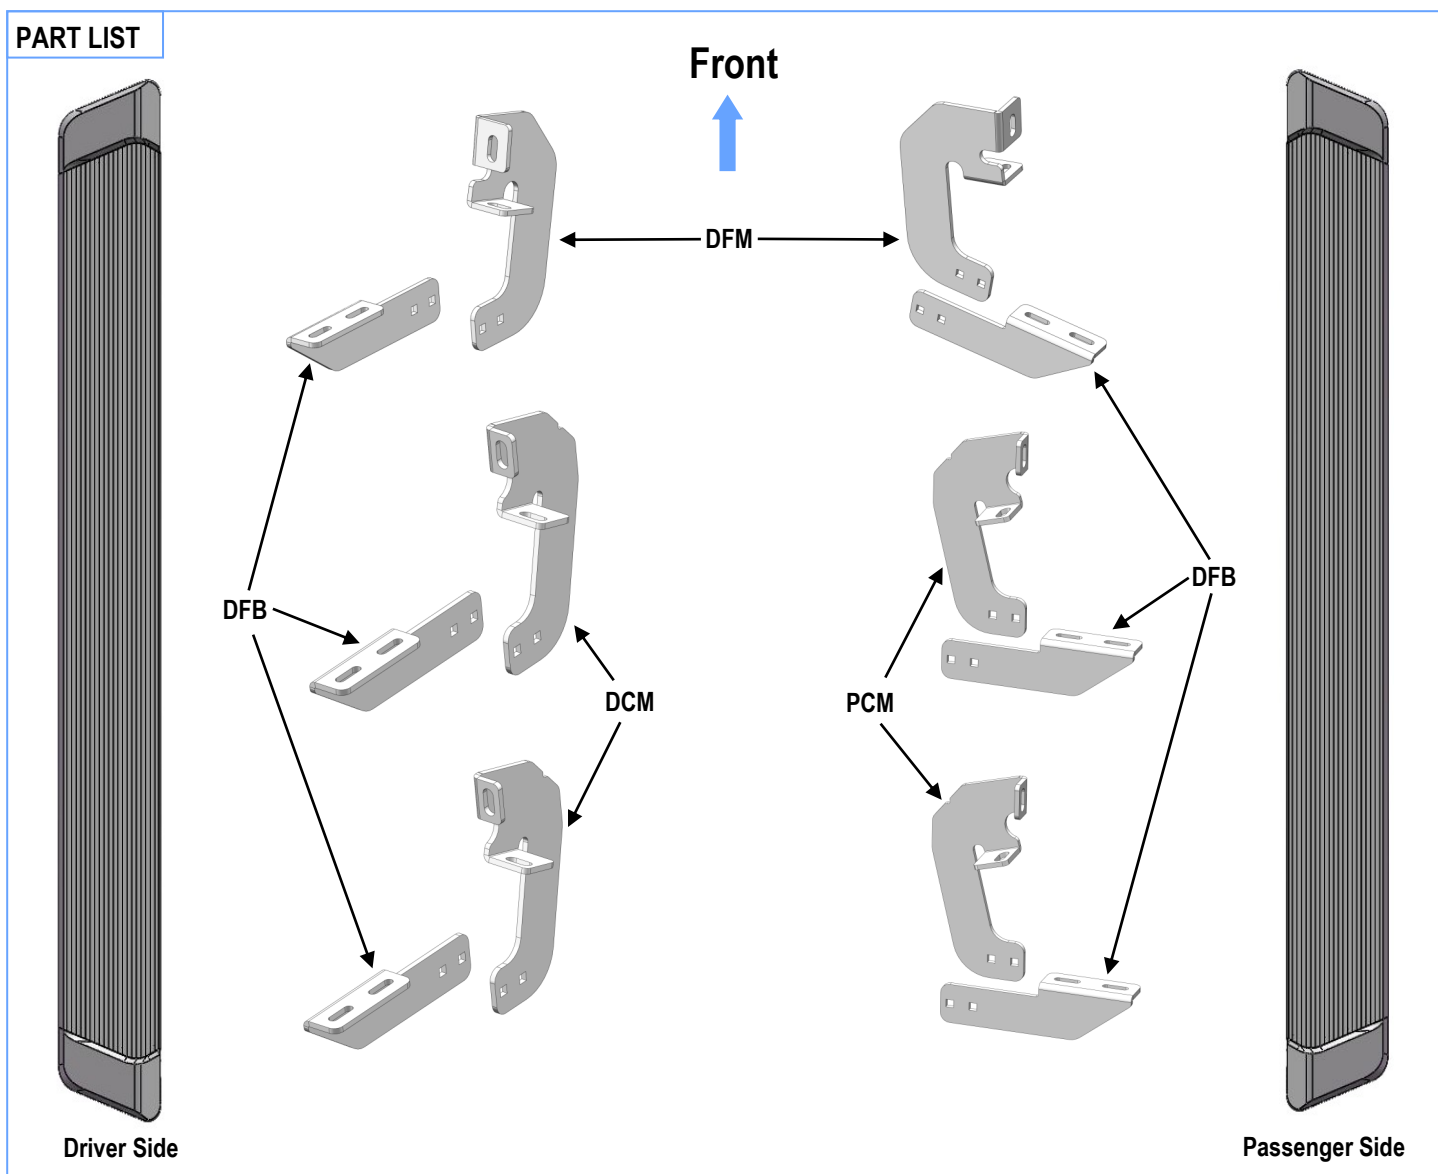 PART LIST
Front
DFM
DFB
DFB
DCM
PCM
Driver Side
Passenger Side